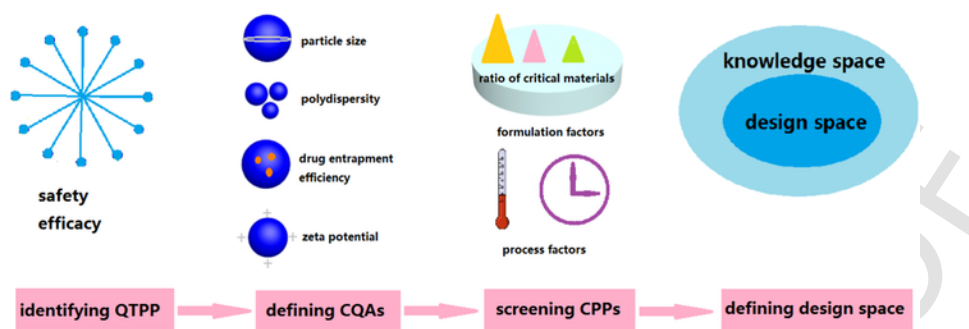 safety
efficacy
particle size
polydispersity
drug entrapment
efficiency
zeta potential
ratio of critical materials
formulation factors
process factors
knowledge space
design space
identifying QTPP
defining CQAs
screening CPPs
defining design space